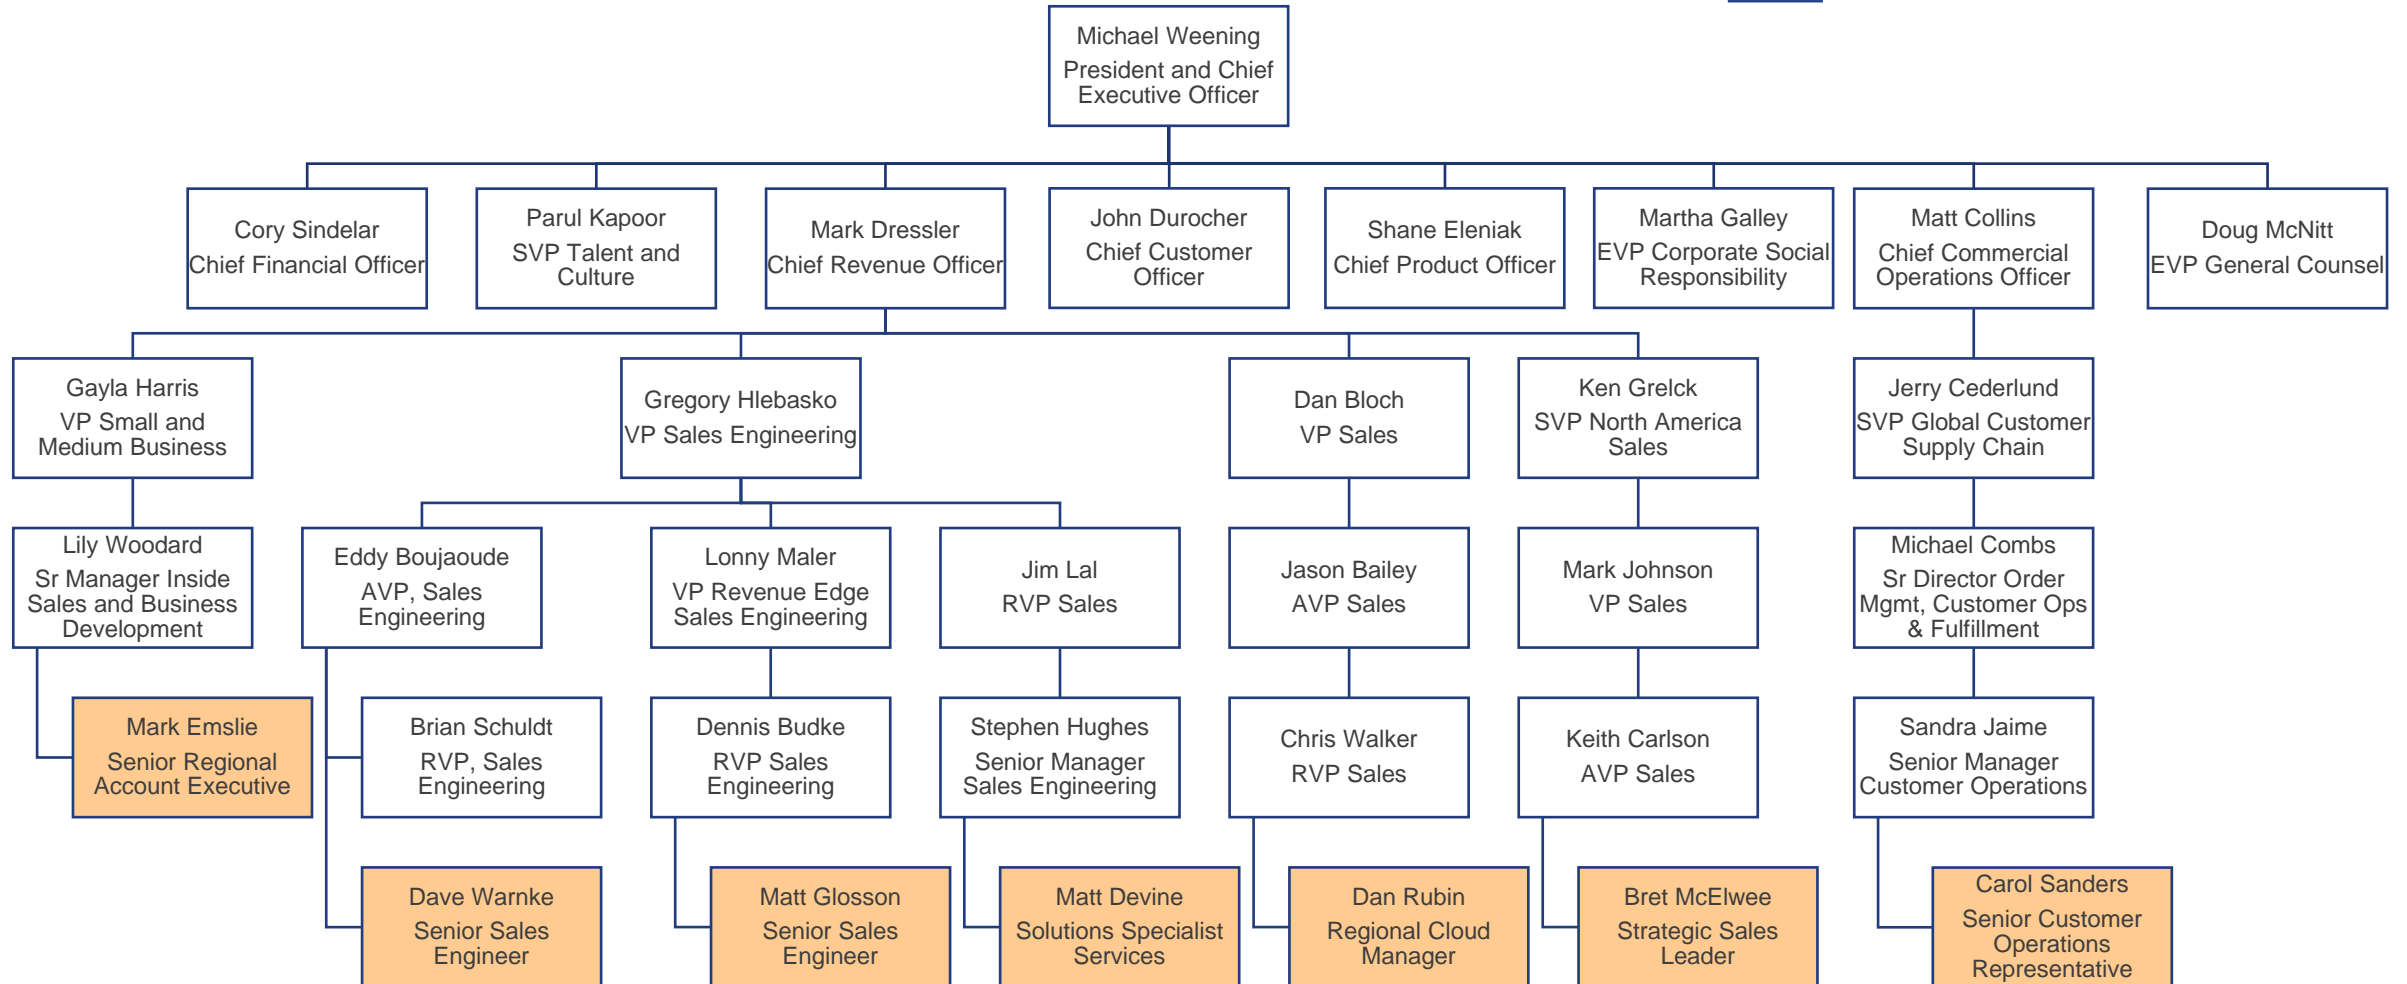 Michael Weening
President and Chief
Executive Officer
Cory Sindelar
Chief Financial Officer
Parul Kapoor
SVP Talent and
Culture
Mark Dressler
Chief Revenue Officer
John Durocher
Chief Customer
Officer
Shane Eleniak
Chief Product Officer
Martha Galley
EVP Corporate Social
Responsibility
Matt Collins
Chief Commercial
Operations Officer
Doug McNitt
EVP General Counsel
Gayla Harris
VP Small and
Medium Business
Gregory Hlebasko
VP Sales Engineering
Dan Bloch
VP Sales
Ken Grelck
SVP North America
Sales
Jerry Cederlund
SVP Global Customer
Supply Chain
Lily Woodard
Sr Manager Inside
Sales and Business
Development
Eddy Boujaoude
AVP, Sales
Engineering
Lonny Maler
VP Revenue Edge
Sales Engineering
Jim Lal
RVP Sales
Jason Bailey
AVP Sales
Mark Johnson
VP Sales
Michael Combs
Sr Director Order
Mgmt, Customer Ops
& Fulfillment
Mark Emslie
Senior Regional
Account Executive
Brian Schuldt
RVP, Sales
Engineering
Dennis Budke
RVP Sales
Engineering
Stephen Hughes
Senior Manager
Sales Engineering
Chris Walker
RVP Sales
Keith Carlson
AVP Sales
Sandra Jaime
Senior Manager
Customer Operations
Dave Warnke
Senior Sales
Engineer
Matt Glosson
Senior Sales
Engineer
Matt Devine
Solutions Specialist
Services
Dan Rubin
Regional Cloud
Manager
Bret McElwee
Strategic Sales
Leader
Carol Sanders
Senior Customer
Operations
Representative